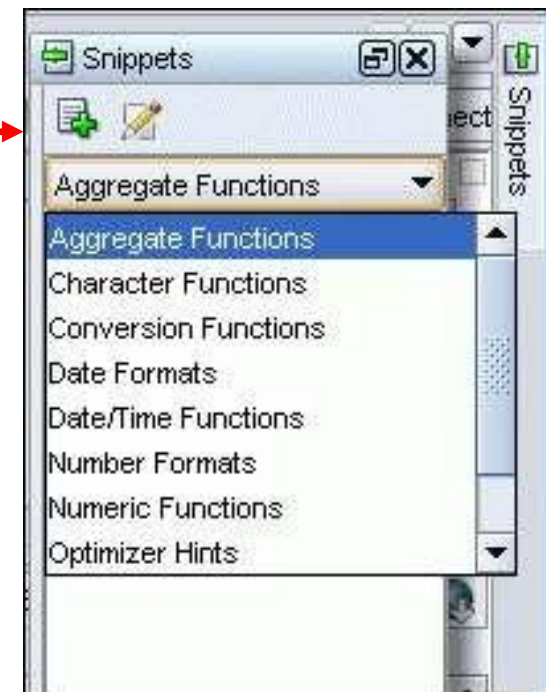 Snippets
Aggregate Functions
Aggregate Functions
Character Functions
Conversion Functions
Date Formats
Date/Time Functions
Number Formats
Numeric Functions
Optimizer Hints
nect
Snippets